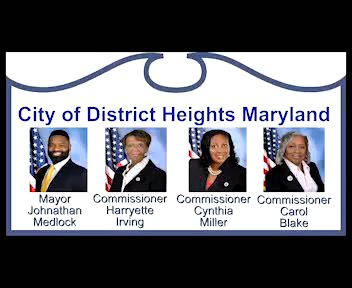 City of District Heights Maryland
Mayor
Johnathan
Medlock
Commissioner
Harryette
Irving
Commissioner
Cynthia
Miller
Commissioner
Carol
Blake